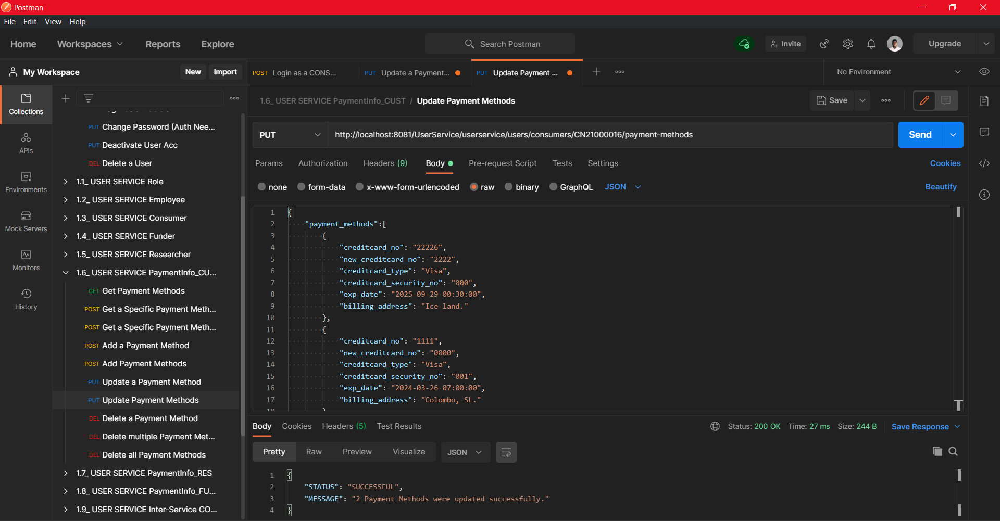 Postman
File Edit View Help
Home Workspaces Reports Explore Search Postman Invite Upgrade
My Workspace New Import
POST Login as a CONS... PUT Update a Payment... PUT Update Payment ... No Environment
Collections
APIs
Environments
Mock Servers
Monitors
History
PUT Change Password (Auth Nee...
PUT Deactivate User Acc
DEL Delete a User
1.1_ USER SERVICE Role
1.2_ USER SERVICE Employee
1.3_ USER SERVICE Consumer
1.4_ USER SERVICE Funder
1.5_ USER SERVICE Researcher
1.6_ USER SERVICE PaymentInfo_CU...
GET Get Payment Methods
POST Get a Specific Payment Meth...
POST Get a Specific Payment Meth...
POST Add a Payment Method
POST Add Payment Methods
PUT Update a Payment Method
PUT Update Payment Methods
DEL Delete a Payment Method
DEL Delete multiple Payment Met...
DEL Delete all Payment Methods
1.7_ USER SERVICE PaymentInfo_RES
1.8_ USER SERVICE PaymentInfo_FU...
1.9_ USER SERVICE Inter-Service CO...
1.6_ USER SERVICE PaymentInfo_CUST / Update Payment Methods Save
PUT http://localhost:8081/UserService/userservice/users/consumers/CN21000016/payment-methods Send
Params Authorization Headers (9) Body Pre-request Script Tests Settings Cookies
none form-data x-www-form-urlencoded raw binary GraphQL JSON Beautify
1 {
2 "payment_methods":[
3 {
4 "creditcard_no": "22226",
5 "new_creditcard_no": "2222",
6 "creditcard_type": "Visa",
7 "creditcard_security_no": "000",
8 "exp_date": "2025-09-29 00:30:00",
9 "billing_address": "Ice-land."
10 },
11 {
12 "creditcard_no": "1111",
13 "new_creditcard_no": "0000",
14 "creditcard_type": "Visa",
15 "creditcard_security_no": "001",
16 "exp_date": "2024-03-26 07:00:00",
17 "billing_address": "Colombo, SL."
18 }
Body Cookies Headers (5) Test Results Status: 200 OK Time: 27 ms Size: 244 B Save Response
Pretty Raw Preview Visualize JSON
1 {
2 "STATUS": "SUCCESSFUL",
3 "MESSAGE": "2 Payment Methods were updated successfully."
4 }